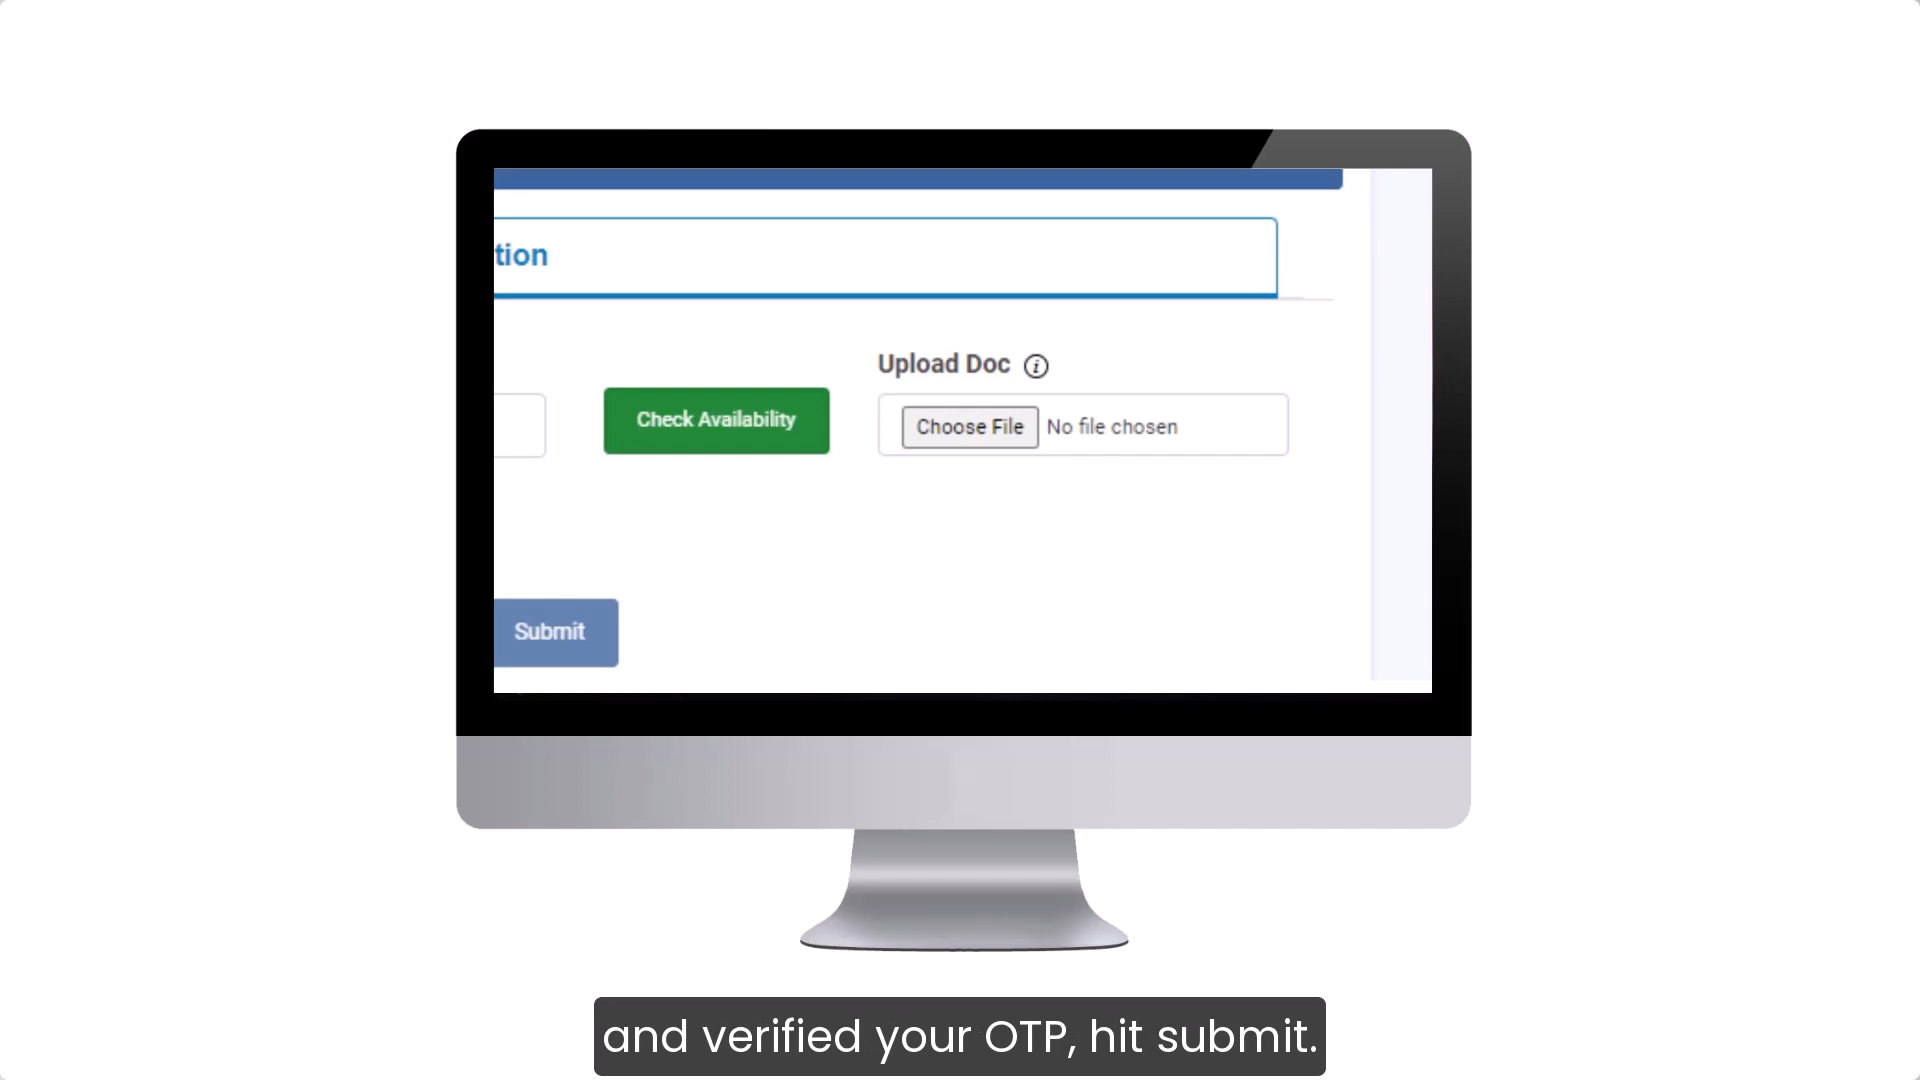 tion
Upload Doc
Check Availability
Choose File No file chosen
Submit
and verified your OTP, hit submit.